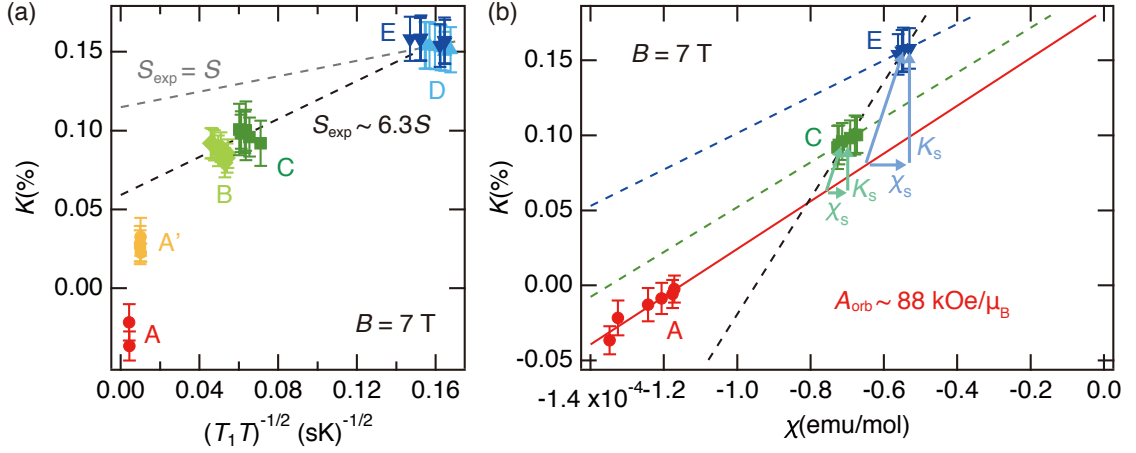 (a)
K(%)
0.15
0.10
0.05
0.00
E
D
S_exp = S
S_exp ~ 6.3S
C
B
A'
A
B = 7 T
0.00 0.04 0.08 0.12 0.16
(T₁T)^-1/2 (sK)^-1/2
(b)
K(%)
0.15
0.10
0.05
0.00
-0.05
B = 7 T
E
C
K_s
χ_s
K_s
χ_s
A
A_orb ~ 88 kOe/μ_B
-1.4 x10^-4 -1.2 -1.0 -0.8 -0.6 -0.4 -0.2 0.0
χ(emu/mol)